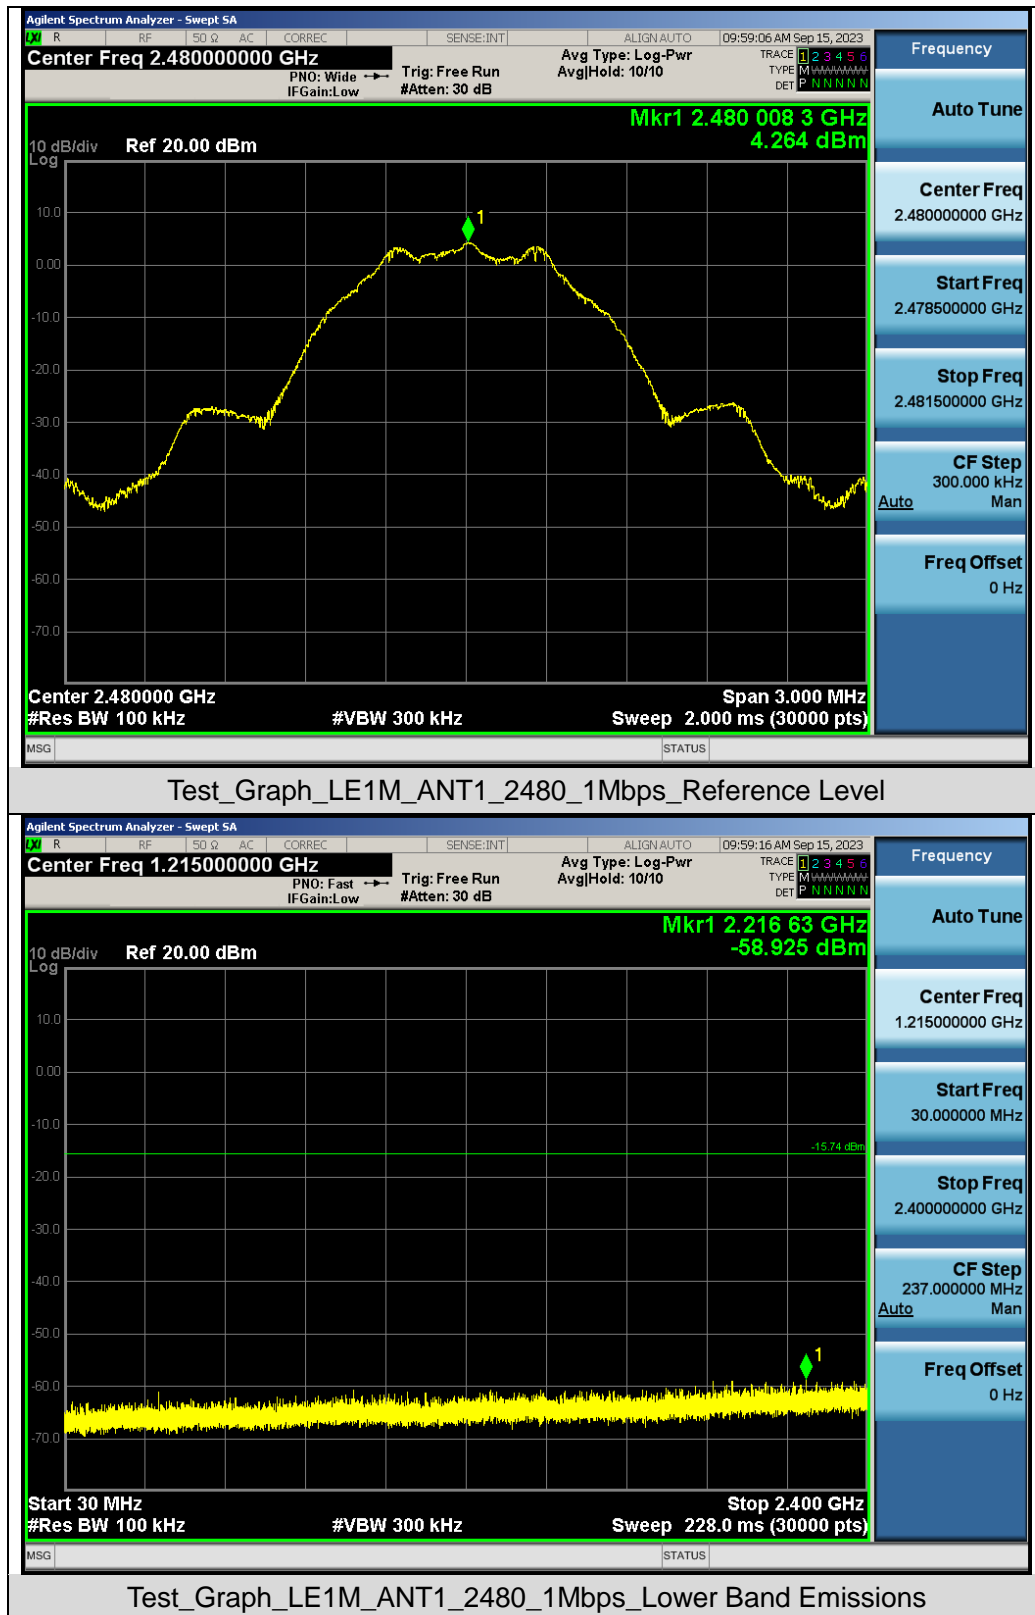 Agilent Spectrum Analyzer - Swept SA
LXI R RF 50 Ω AC CORREC SENSE:INT ALIGN AUTO 09:59:06 AM Sep 15, 2023
Center Freq 2.480000000 GHz
PNO: Wide
IFGain:Low
Trig: Free Run
#Atten: 30 dB
Avg Type: Log-Pwr
Avg|Hold: 10/10
TRACE 1 2 3 4 5 6
TYPE M
DET P N N N N N
Mkr1 2.480 008 3 GHz
4.264 dBm
10 dB/div Ref 20.00 dBm
Log
10.0
1
0.00
-10.0
-20.0
-30.0
-40.0
-50.0
-60.0
-70.0
Center 2.480000 GHz Span 3.000 MHz
#Res BW 100 kHz #VBW 300 kHz Sweep 2.000 ms (30000 pts)
MSG STATUS
Frequency
Auto Tune
Center Freq
2.480000000 GHz
Start Freq
2.478500000 GHz
Stop Freq
2.481500000 GHz
CF Step
300.000 kHz
Auto Man
Freq Offset
0 Hz
Test_Graph_LE1M_ANT1_2480_1Mbps_Reference Level
Agilent Spectrum Analyzer - Swept SA
LXI R RF 50 Ω AC CORREC SENSE:INT ALIGN AUTO 09:59:16 AM Sep 15, 2023
Center Freq 1.215000000 GHz
PNO: Fast
IFGain:Low
Trig: Free Run
#Atten: 30 dB
Avg Type: Log-Pwr
Avg|Hold: 10/10
TRACE 1 2 3 4 5 6
TYPE M
DET P N N N N N
Mkr1 2.216 63 GHz
-58.925 dBm
10 dB/div Ref 20.00 dBm
Log
10.0
0.00
-10.0
-15.74 dBm
-20.0
-30.0
-40.0
-50.0
1
-60.0
-70.0
Start 30 MHz Stop 2.400 GHz
#Res BW 100 kHz #VBW 300 kHz Sweep 228.0 ms (30000 pts)
MSG STATUS
Frequency
Auto Tune
Center Freq
1.215000000 GHz
Start Freq
30.000000 MHz
Stop Freq
2.400000000 GHz
CF Step
237.000000 MHz
Auto Man
Freq Offset
0 Hz
Test_Graph_LE1M_ANT1_2480_1Mbps_Lower Band Emissions